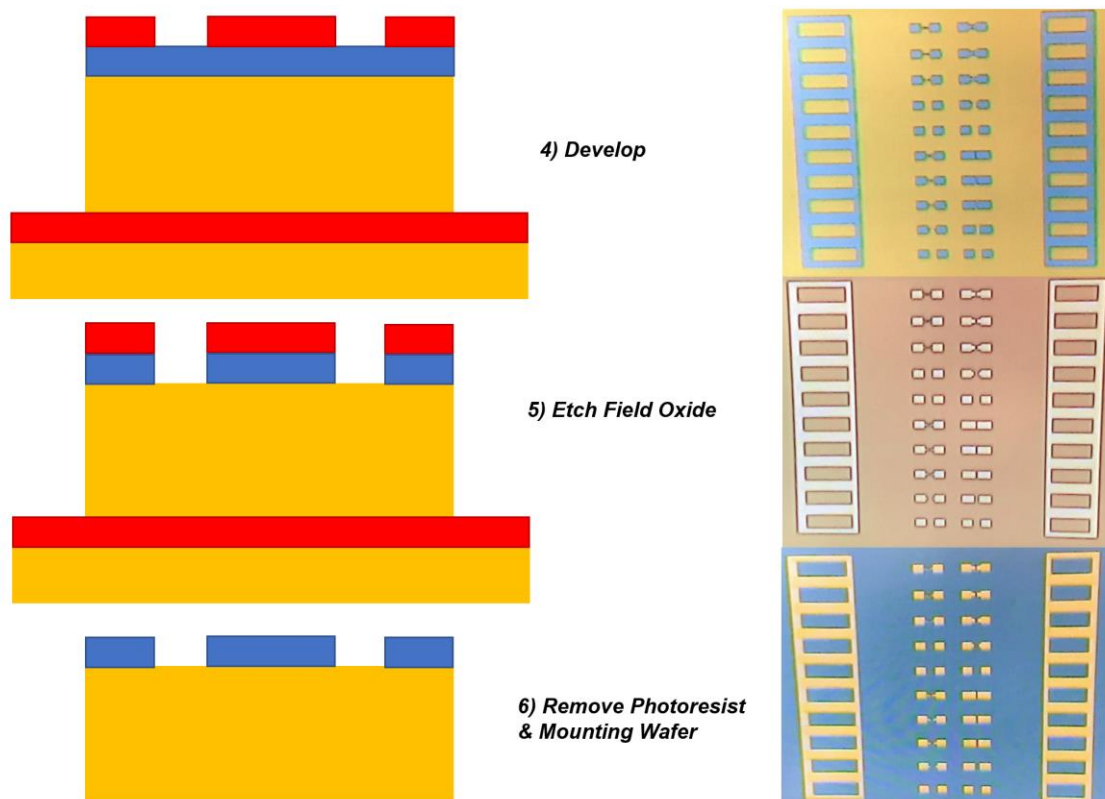 4) Develop
5) Etch Field Oxide
6) Remove Photoresist
& Mounting Wafer